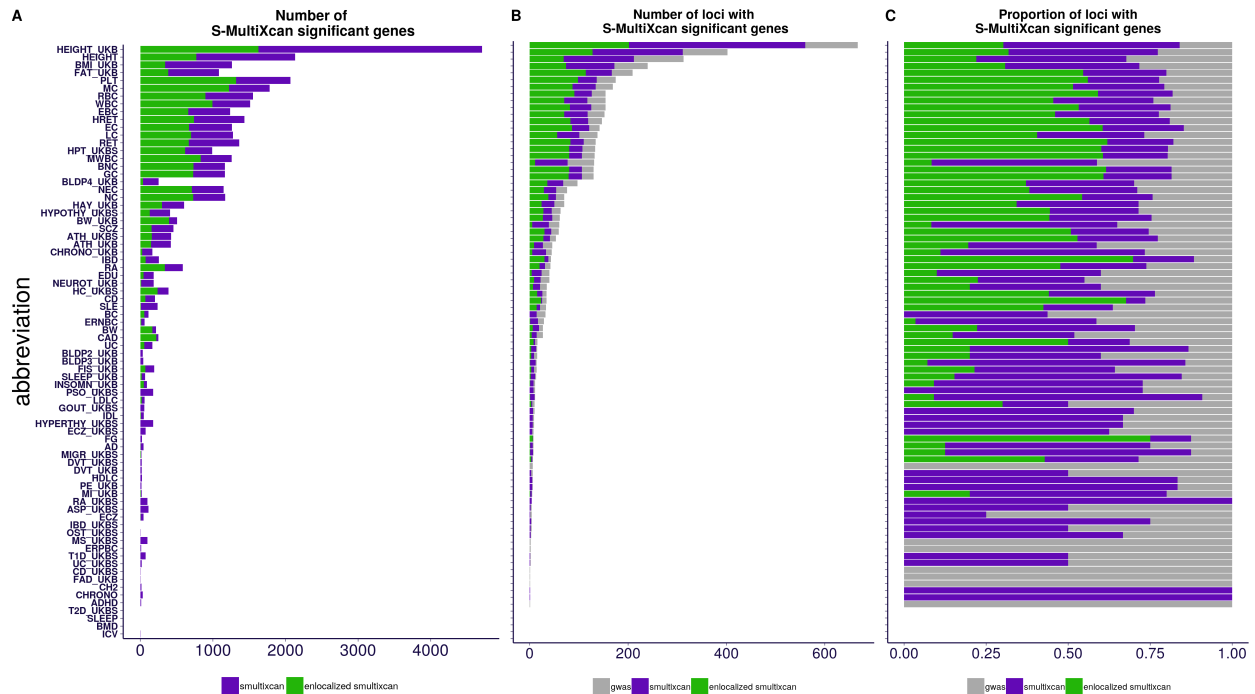 A
Number of
S-MultiXcan significant genes
B
Number of loci with
S-MultiXcan significant genes
C
Proportion of loci with
S-MultiXcan significant genes
abbreviation
HEIGHT_UKB
HEIGHT
BMI_UKB
FAT_UKB
PLT
MC
RBC
WBC
EBC
HRET
EC
LC
RET
HPT_UKBS
MWBC
BNC
GC
BLDP4_UKB
NEC
NC
HAY_UKB
HYPOTHY_UKBS
BW_UKB
SCZ
ATH_UKBS
ATH_UKB
CHRONO_UKB
IBD
RA
EDU
NEUROT_UKB
HC_UKBS
CD
SLE
BC
ERNBC
BW
CAD
UC
BLDP2_UKB
BLDP3_UKB
FIS_UKB
SLEEP_UKB
INSOMN_UKB
PSO_UKBS
LDLC
GOUT_UKBS
IDL
HYPERTHY_UKBS
ECZ_UKBS
FG
AD
MIGR_UKBS
DVT_UKBS
DVT_UKB
HDLC
PE_UKB
MI_UKB
RA_UKBS
ASP_UKBS
ECZ
IBD_UKBS
OST_UKBS
MS_UKBS
ERPBC
T1D_UKBS
UC_UKBS
CD_UKBS
FAD_UKB
CH2
CHRONO
ADHD
T2D_UKBS
SLEEP
BMD
ICV
0 1000 2000 3000 4000
0 200 400 600
0.00 0.25 0.50 0.75 1.00
smultixcan enlocalized smultixcan
gwas smultixcan enlocalized smultixcan
gwas smultixcan enlocalized smultixcan